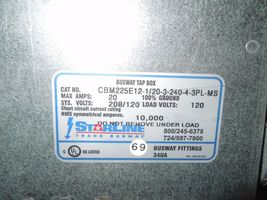 BUSWAY TAP BOX
CAT NO. CBM225E12-1/20-3-240-4-3PL-MS
MAX AMPS: 20 100% GROUND
SYS. VOLTS: 208/120 LOAD VOLTS: 120
Short circuit current rating
RMS symmetrical amperes. 10,000
DO NOT REMOVE UNDER LOAD
STARLINE
TRACK BUSWAY
800/245-6378
724/597-7800
UL
LISTED
69
BUSWAY FITTINGS
34UA